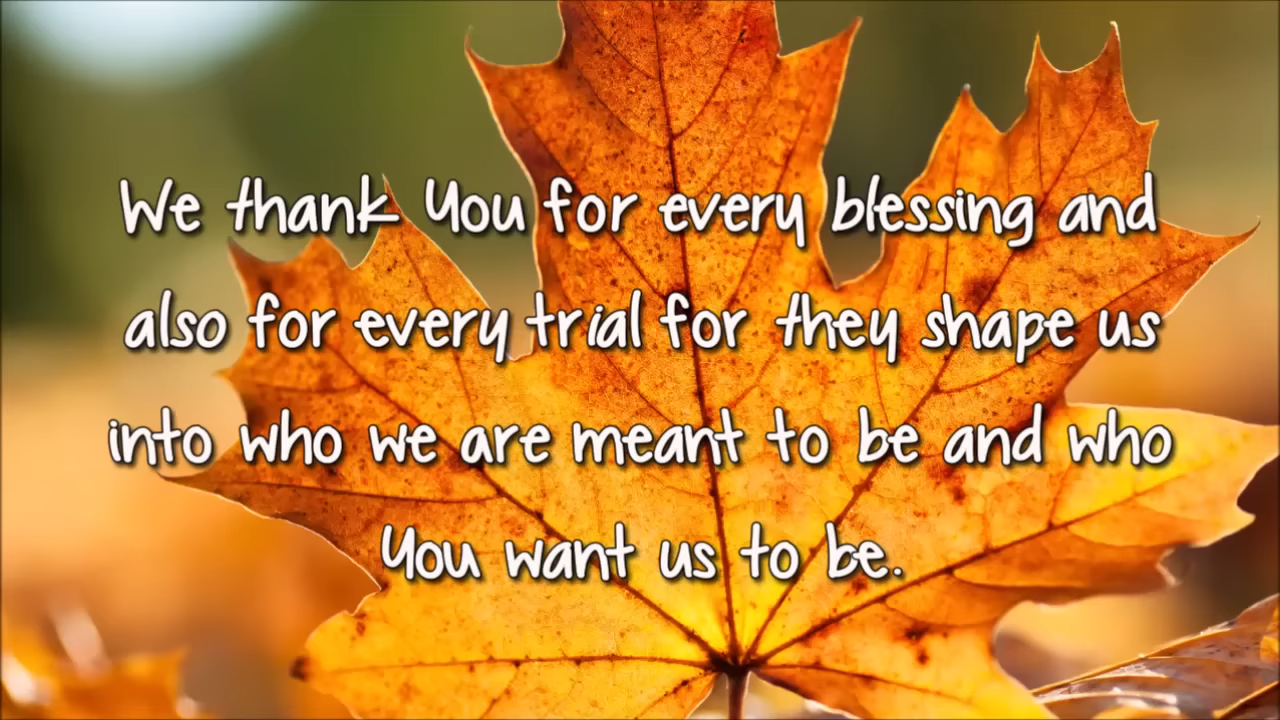 We thank You for every blessing and
also for every trial for they shape us
into who we are meant to be and who
You want us to be.